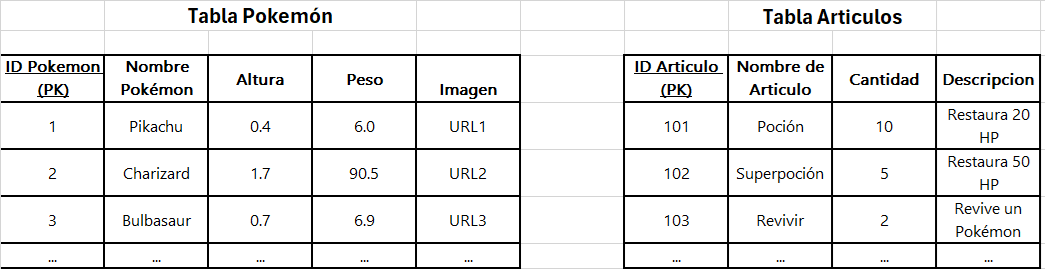 Tabla Pokemón
ID Pokemon (PK) Nombre Pokémon Altura Peso Imagen
1 Pikachu 0.4 6.0 URL1
2 Charizard 1.7 90.5 URL2
3 Bulbasaur 0.7 6.9 URL3
... ... ... ... ...
Tabla Articulos
ID Articulo (PK) Nombre de Articulo Cantidad Descripcion
101 Poción 10 Restaura 20 HP
102 Superpoción 5 Restaura 50 HP
103 Revivir 2 Revive un Pokémon
... ... ... ...